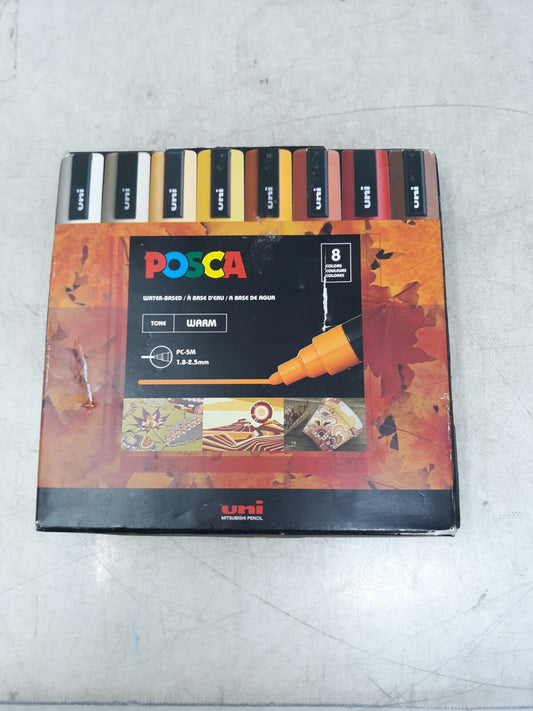 uni uni uni uni uni uni uni uni
POSCA
8
COLORS
COULEURS
COLORES
WATER-BASED / À BASE D'EAU / A BASE DE AGUA
TONE WARM
PC-5M
1.8-2.5mm
uni
MITSUBISHI PENCIL